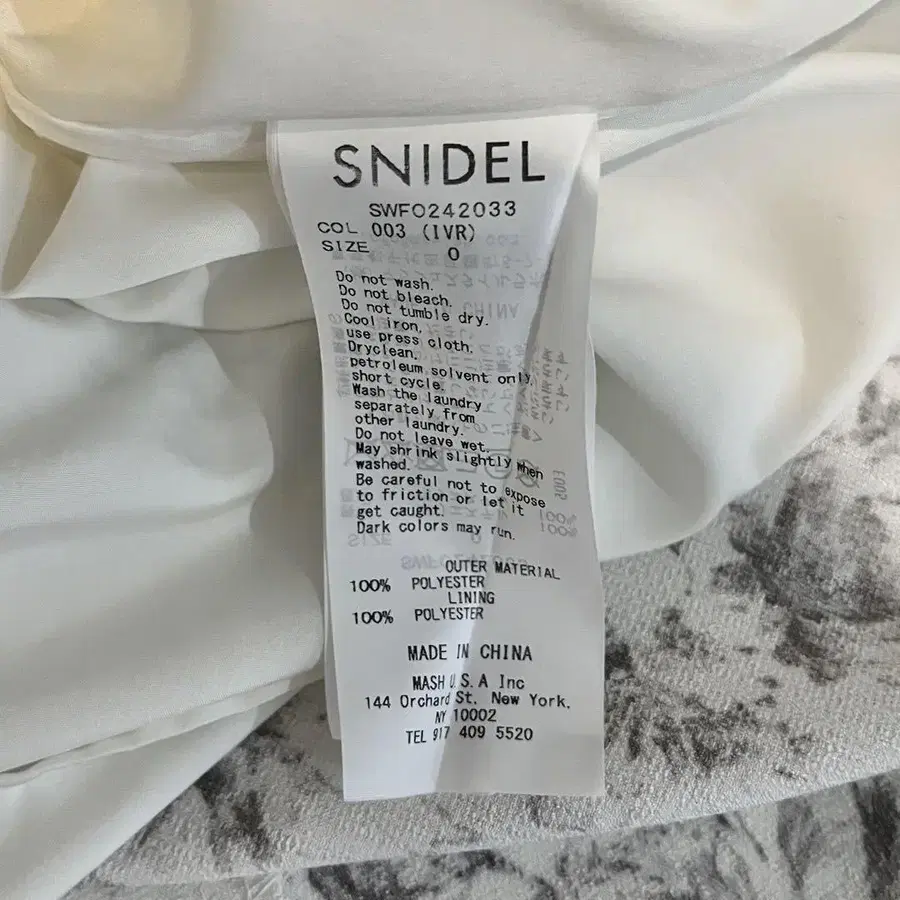 SNIDEL
SWFO242033
COL 003 (IVR)
SIZE 0
Do not wash.
Do not bleach.
Do not tumble dry.
Cool iron.
use press cloth.
Dryclean.
petroleum solvent only.
short cycle.
Wash the laundry
separately from
other laundry.
Do not leave wet.
May shrink slightly when
washed.
Be careful not to expose
to friction or let it
get caught.
Dark colors may run.
OUTER MATERIAL
100% POLYESTER
LINING
100% POLYESTER
MADE IN CHINA
MASH U.S.A Inc
144 Orchard St. New York.
NY 10002
TEL 917 409 5520